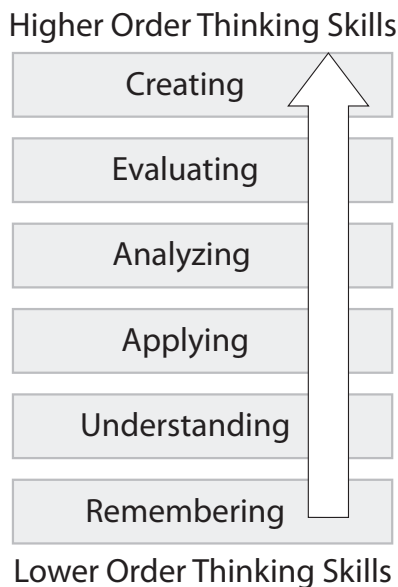 Higher Order Thinking Skills
Creating
Evaluating
Analyzing
Applying
Understanding
Remembering
Lower Order Thinking Skills